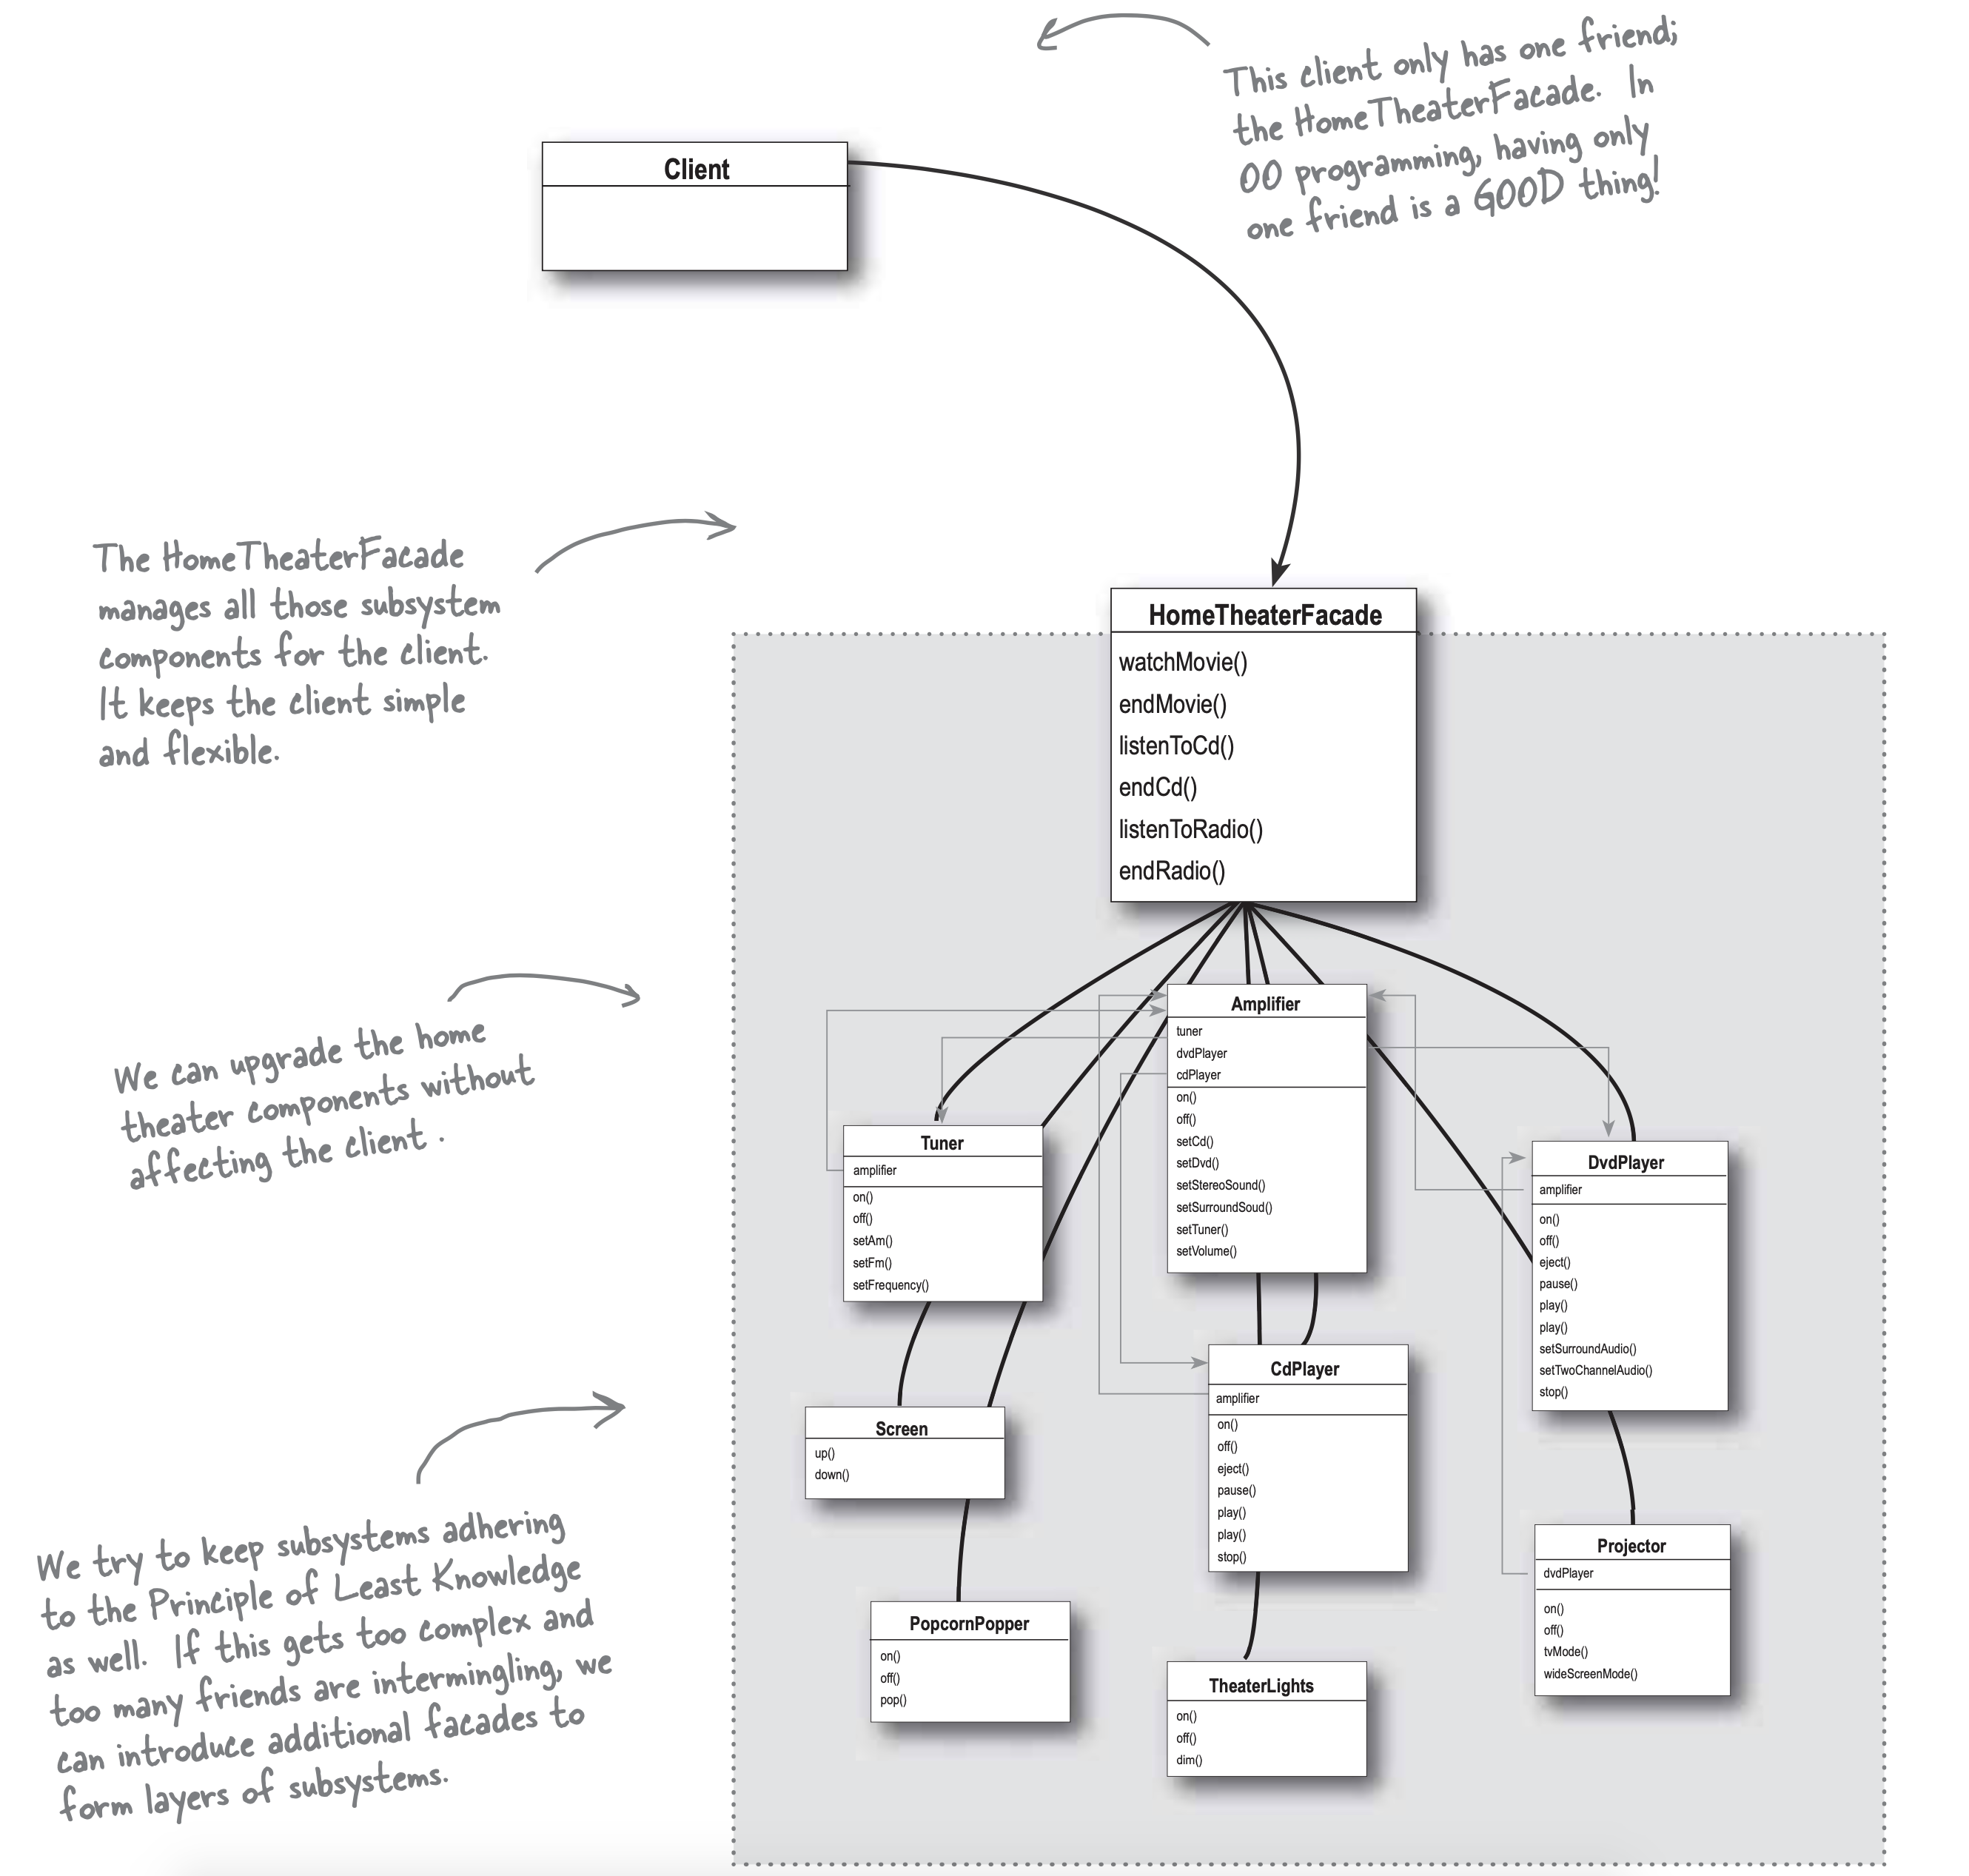 This client only has one friend;
the HomeTheaterFacade. In
OO programming, having only
one friend is a GOOD thing!
Client
The HomeTheaterFacade
manages all those subsystem
components for the client.
It keeps the client simple
and flexible.
HomeTheaterFacade
watchMovie()
endMovie()
listenToCd()
endCd()
listenToRadio()
endRadio()
We can upgrade the home
theater components without
affecting the client.
Amplifier
tuner
dvdPlayer
cdPlayer
on()
off()
setCd()
setDvd()
setStereoSound()
setSurroundSoud()
setTuner()
setVolume()
Tuner
amplifier
on()
off()
setAm()
setFm()
setFrequency()
DvdPlayer
amplifier
on()
off()
eject()
pause()
play()
play()
setSurroundAudio()
setTwoChannelAudio()
stop()
Screen
up()
down()
CdPlayer
amplifier
on()
off()
eject()
pause()
play()
play()
stop()
We try to keep subsystems adhering
to the Principle of Least Knowledge
as well. If this gets too complex and
too many friends are intermingling, we
can introduce additional facades to
form layers of subsystems.
PopcornPopper
on()
off()
pop()
TheaterLights
on()
off()
dim()
Projector
dvdPlayer
on()
off()
tvMode()
wideScreenMode()